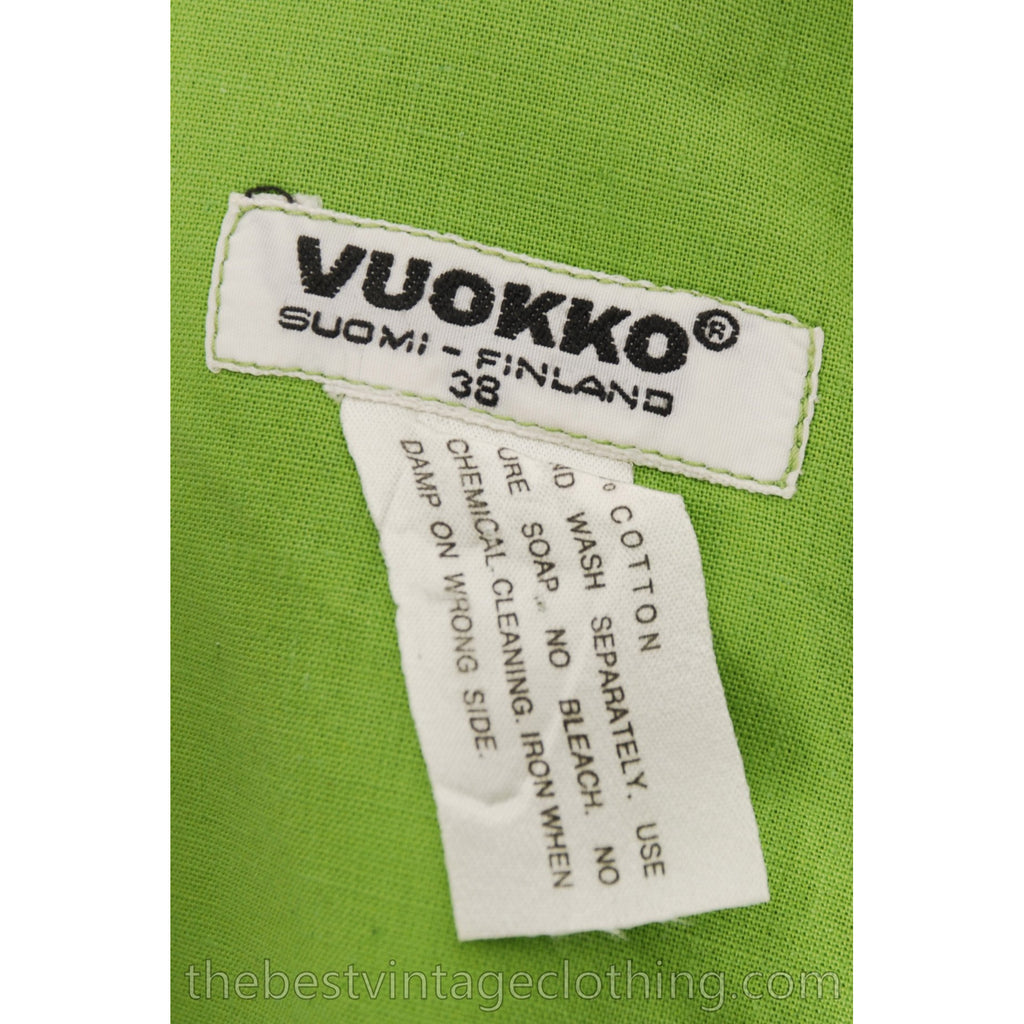 VUOKKO®
SUOMI - FINLAND
38
% COTTON
WASH SEPARATELY. USE
SOAP. NO BLEACH. NO
CHEMICAL CLEANING. IRON WHEN
DAMP ON WRONG SIDE.
thebestvintageclothing.com